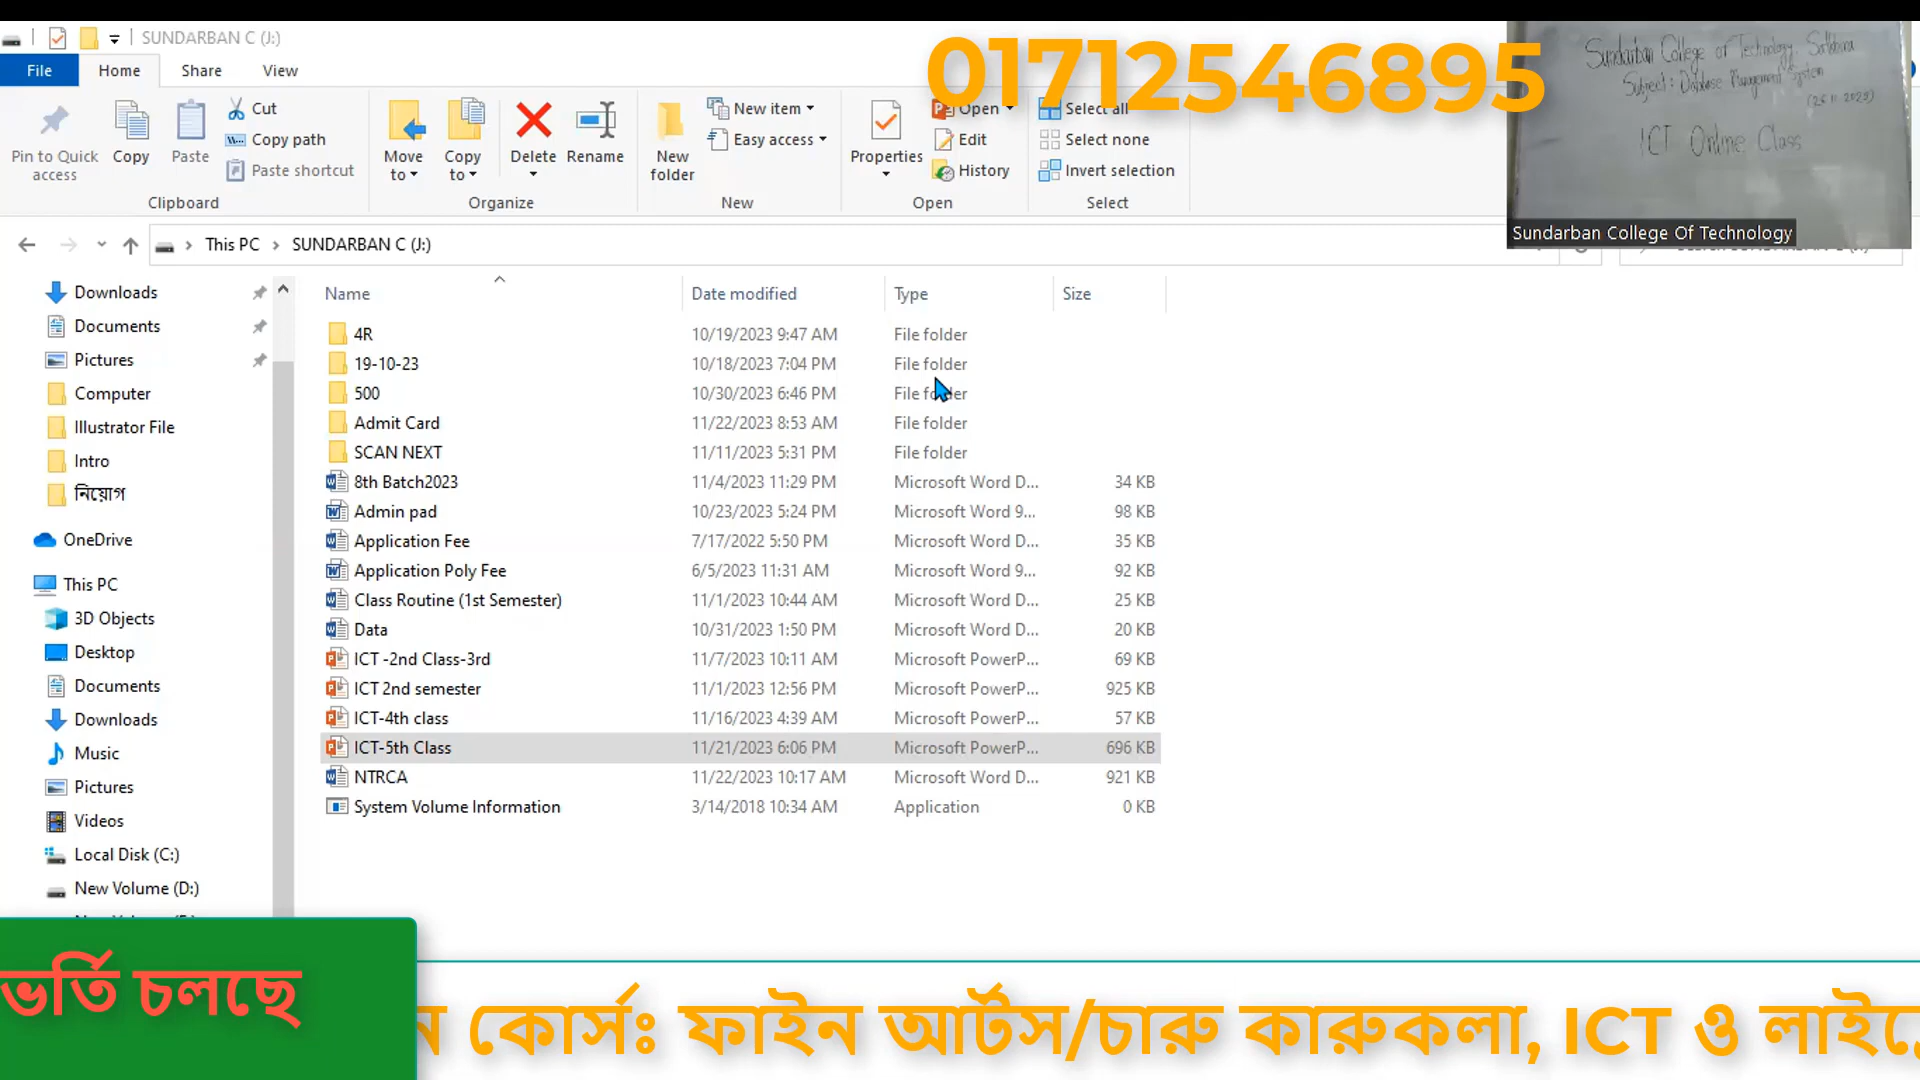 SUNDARBAN C (J:)
01712546895
File
Home
Share
View
Pin to Quick access
Copy
Paste
Cut
Copy path
Paste shortcut
Clipboard
Move to
Copy to
Delete
Rename
Organize
New folder
New item
Easy access
New
Properties
Open
Edit
History
Open
Select all
Select none
Invert selection
Select
Sundarban College of Technology, Satkhira
Subject: Database Management System
ICT Online Class
Sundarban College Of Technology
This PC
SUNDARBAN C (J:)
Downloads
Documents
Pictures
Computer
Illustrator File
Intro
নিয়োগ
OneDrive
This PC
3D Objects
Desktop
Documents
Downloads
Music
Pictures
Videos
Local Disk (C:)
New Volume (D:)
Name Date modified Type Size
4R 10/19/2023 9:47 AM File folder
19-10-23 10/18/2023 7:04 PM File folder
500 10/30/2023 6:46 PM File folder
Admit Card 11/22/2023 8:53 AM File folder
SCAN NEXT 11/11/2023 5:31 PM File folder
8th Batch2023 11/4/2023 11:29 PM Microsoft Word D... 34 KB
Admin pad 10/23/2023 5:24 PM Microsoft Word 9... 98 KB
Application Fee 7/17/2022 5:50 PM Microsoft Word D... 35 KB
Application Poly Fee 6/5/2023 11:31 AM Microsoft Word 9... 92 KB
Class Routine (1st Semester) 11/1/2023 10:44 AM Microsoft Word D... 25 KB
Data 10/31/2023 1:50 PM Microsoft Word D... 20 KB
ICT -2nd Class-3rd 11/7/2023 10:11 AM Microsoft PowerP... 69 KB
ICT 2nd semester 11/1/2023 12:56 PM Microsoft PowerP... 925 KB
ICT-4th class 11/16/2023 4:39 AM Microsoft PowerP... 57 KB
ICT-5th Class 11/21/2023 6:06 PM Microsoft PowerP... 696 KB
NTRCA 11/22/2023 10:17 AM Microsoft Word D... 921 KB
System Volume Information 3/14/2018 10:34 AM Application 0 KB
ভর্তি চলছে
ন কোর্সঃ ফাইন আর্টস/চারু কারুকলা, ICT ও